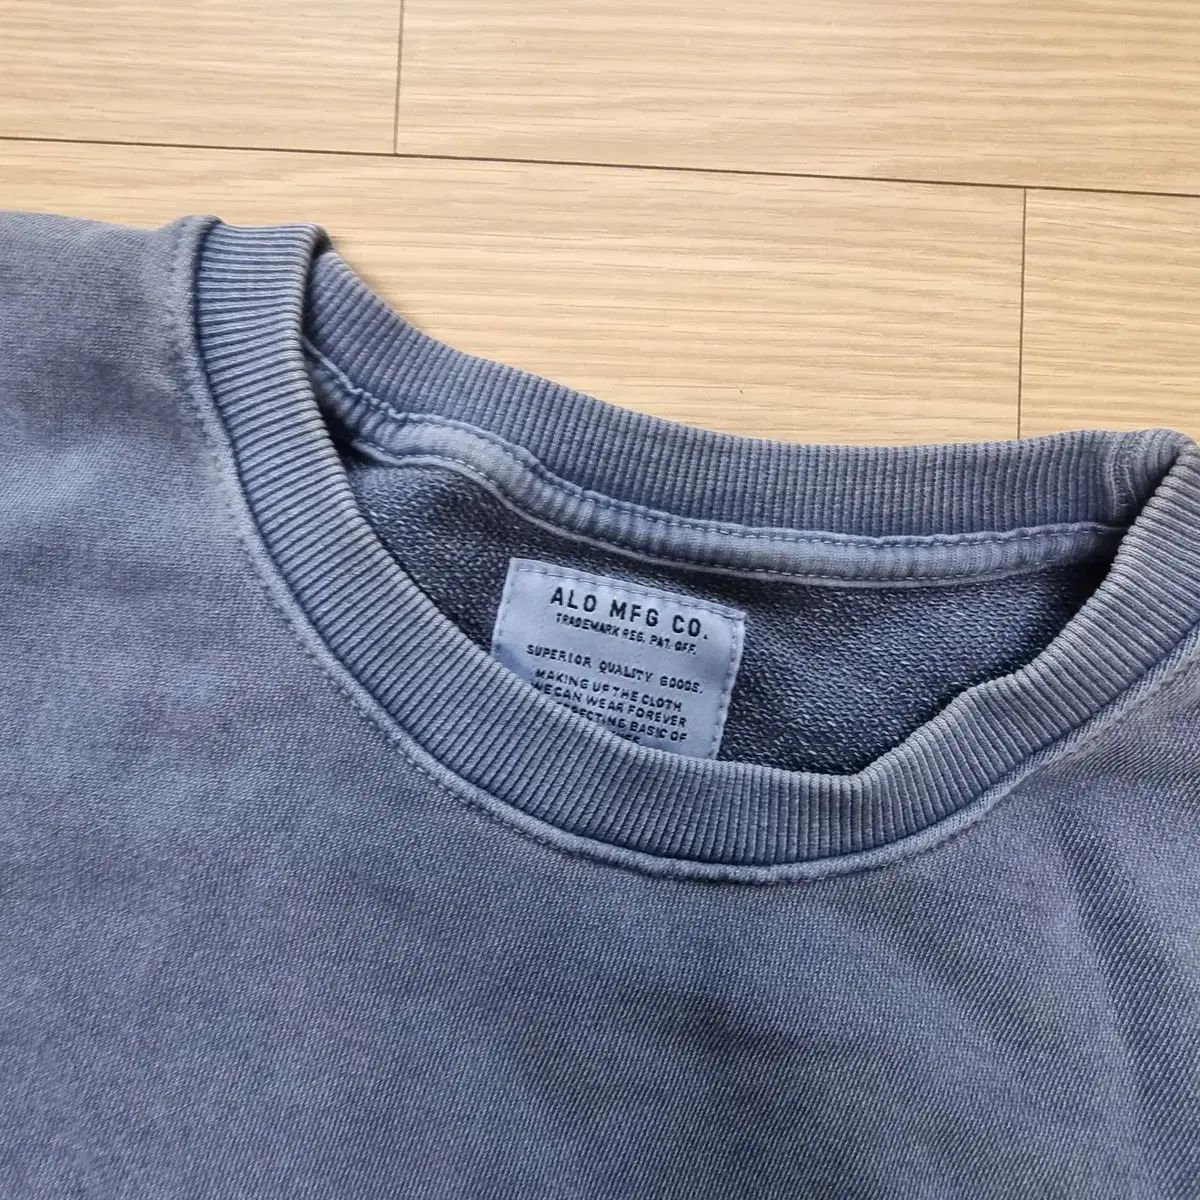 ALO MFG CO.
TRADEMARK REG. PAT. OFF.
SUPERIOR QUALITY GOODS.
MAKING UP THE CLOTH
WE CAN WEAR FOREVER
BASIC OF